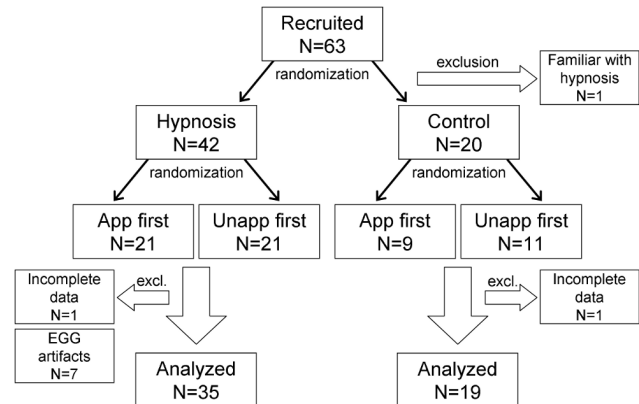 Recruited
N=63
randomization
exclusion
Familiar with
hypnosis
N=1
Hypnosis
N=42
Control
N=20
randomization
randomization
App first
N=21
Unapp first
N=21
App first
N=9
Unapp first
N=11
Incomplete
data
N=1
excl.
excl.
Incomplete
data
N=1
EGG
artifacts
N=7
Analyzed
N=35
Analyzed
N=19